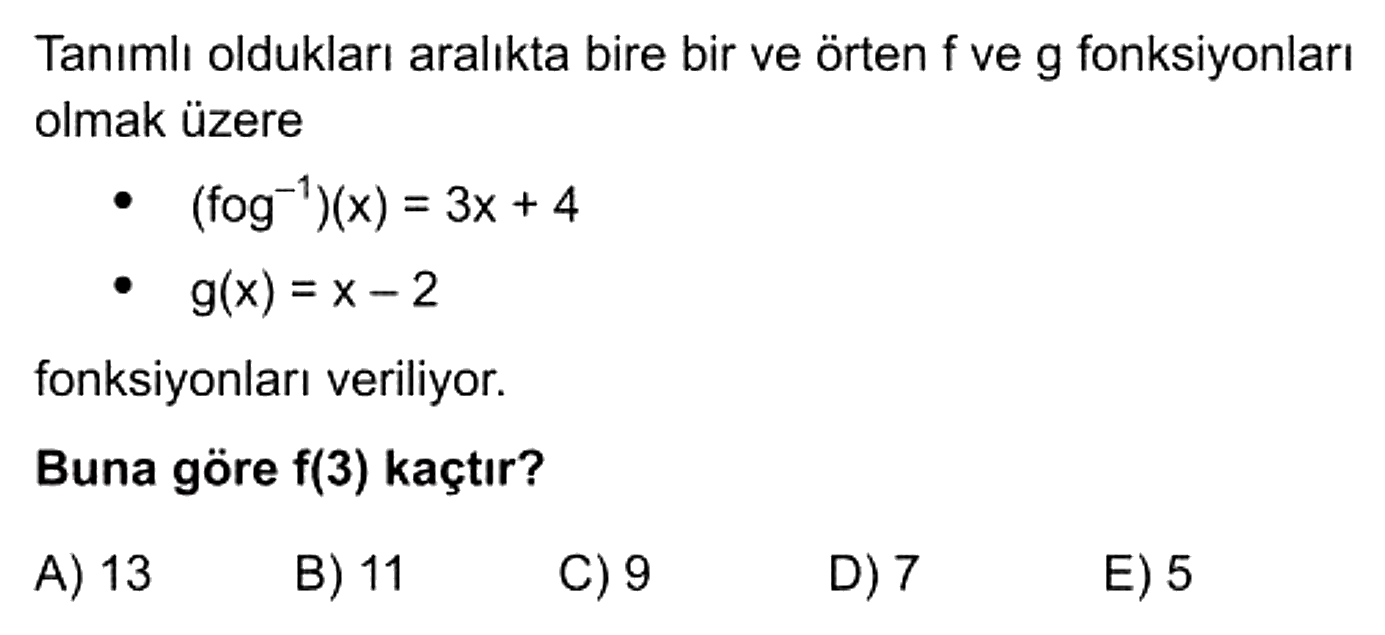 Tanımlı oldukları aralıkta bire bir ve örten f ve g fonksiyonları
olmak üzere
• (fog⁻¹)(x) = 3x + 4
• g(x) = x – 2
fonksiyonları veriliyor.
Buna göre f(3) kaçtır?
A) 13 B) 11 C) 9 D) 7 E) 5